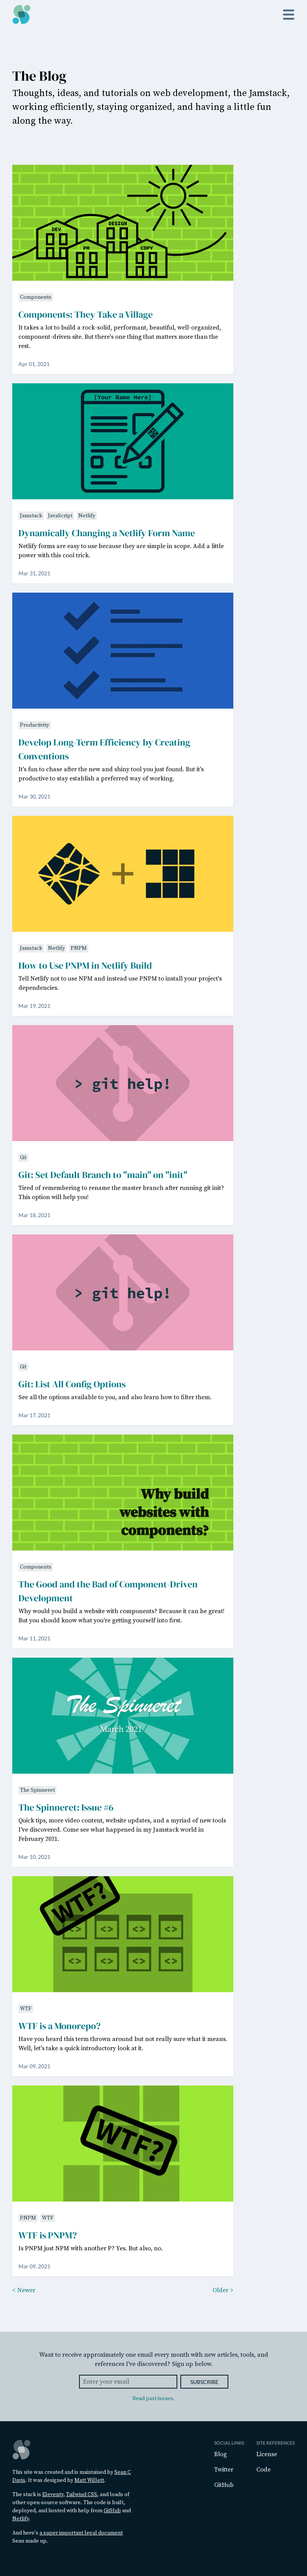 The Blog
Thoughts, ideas, and tutorials on web development, the Jamstack,
working efficiently, staying organized, and having a little fun
along the way.
DEV
DESIGN
PM
COPY
Components
Components: They Take a Village
It takes a lot to build a rock-solid, performant, beautiful, well-organized,
component-driven site. But there's one thing that matters more than the
rest.
Apr 01, 2021
[Your Name Here]
Jamstack JavaScript Netlify
Dynamically Changing a Netlify Form Name
Netlify forms are easy to use because they are simple in scope. Add a little
power with this cool trick.
Mar 31, 2021
Productivity
Develop Long-Term Efficiency by Creating
Conventions
It's fun to chase after the new and shiny tool you just found. But it's
productive to stay establish a preferred way of working.
Mar 30, 2021
+
Jamstack Netlify PNPM
How to Use PNPM in Netlify Build
Tell Netlify not to use NPM and instead use PNPM to install your project's
dependencies.
Mar 19, 2021
> git help!
Git
Git: Set Default Branch to "main" on "init"
Tired of remembering to rename the master branch after running git init?
This option will help you!
Mar 18, 2021
> git help!
Git
Git: List All Config Options
See all the options available to you, and also learn how to filter them.
Mar 17, 2021
Why build
websites with
components?
Components
The Good and the Bad of Component-Driven
Development
Why would you build a website with components? Because it can be great!
But you should know what you're getting yourself into first.
Mar 11, 2021
The Spinneret
March 2021
The Spinneret
The Spinneret: Issue #6
Quick tips, more video content, website updates, and a myriad of new tools
I've discovered. Come see what happened in my Jamstack world in
February 2021.
Mar 10, 2021
WTF?
<> <> <> <>
<> <> <> <>
WTF
WTF is a Monorepo?
Have you heard this term thrown around but not really sure what it means.
Well, let's take a quick introductory look at it.
Mar 09, 2021
WTF?
PNPM WTF
WTF is PNPM?
Is PNPM just NPM with another P? Yes. But also, no.
Mar 09, 2021
< Newer
Older >
Want to receive approximately one email every month with new articles, tools, and
references I've discovered? Sign up below.
Enter your email
SUBSCRIBE
Read past issues.
This site was created and is maintained by Sean C
Davis. It was designed by Matt Willett.
The stack is Eleventy, Tailwind CSS, and loads of
other open-source software. The code is built,
deployed, and hosted with help from GitHub and
Netlify.
And here's a super important legal document
Sean made up.
SOCIAL LINKS
Blog
Twitter
GitHub
SITE REFERENCES
License
Code